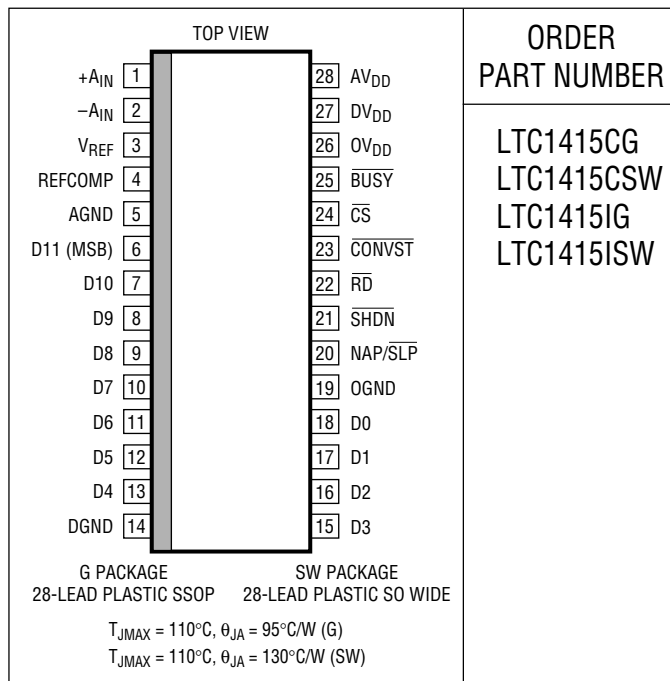 TOP VIEW
+AIN 1
–AIN 2
VREF 3
REFCOMP 4
AGND 5
D11 (MSB) 6
D10 7
D9 8
D8 9
D7 10
D6 11
D5 12
D4 13
DGND 14
28 AVDD
27 DVDD
26 OVDD
25 BUSY
24 CS
23 CONVST
22 RD
21 SHDN
20 NAP/SLP
19 OGND
18 D0
17 D1
16 D2
15 D3
G PACKAGE
28-LEAD PLASTIC SSOP
SW PACKAGE
28-LEAD PLASTIC SO WIDE
TJMAX = 110°C, θJA = 95°C/W (G)
TJMAX = 110°C, θJA = 130°C/W (SW)
ORDER
PART NUMBER
LTC1415CG
LTC1415CSW
LTC1415IG
LTC1415ISW